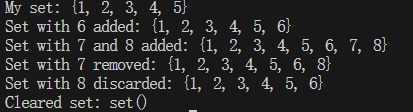 My set: {1, 2, 3, 4, 5}
Set with 6 added: {1, 2, 3, 4, 5, 6}
Set with 7 and 8 added: {1, 2, 3, 4, 5, 6, 7, 8}
Set with 7 removed: {1, 2, 3, 4, 5, 6, 8}
Set with 8 discarded: {1, 2, 3, 4, 5, 6}
Cleared set: set()